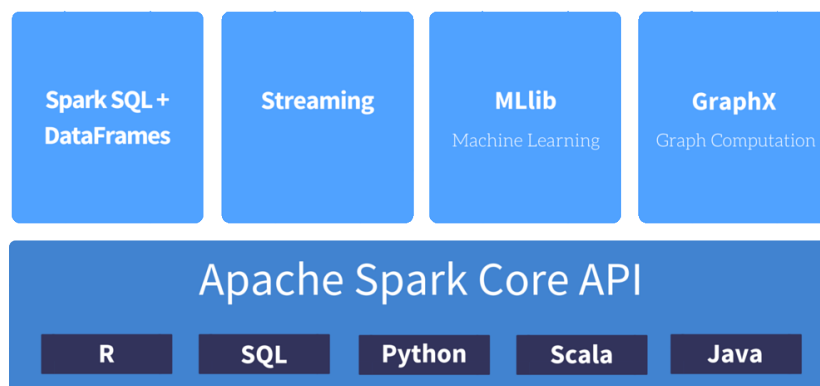 Spark SQL +
DataFrames
Streaming
MLlib
Machine Learning
GraphX
Graph Computation
Apache Spark Core API
R
SQL
Python
Scala
Java